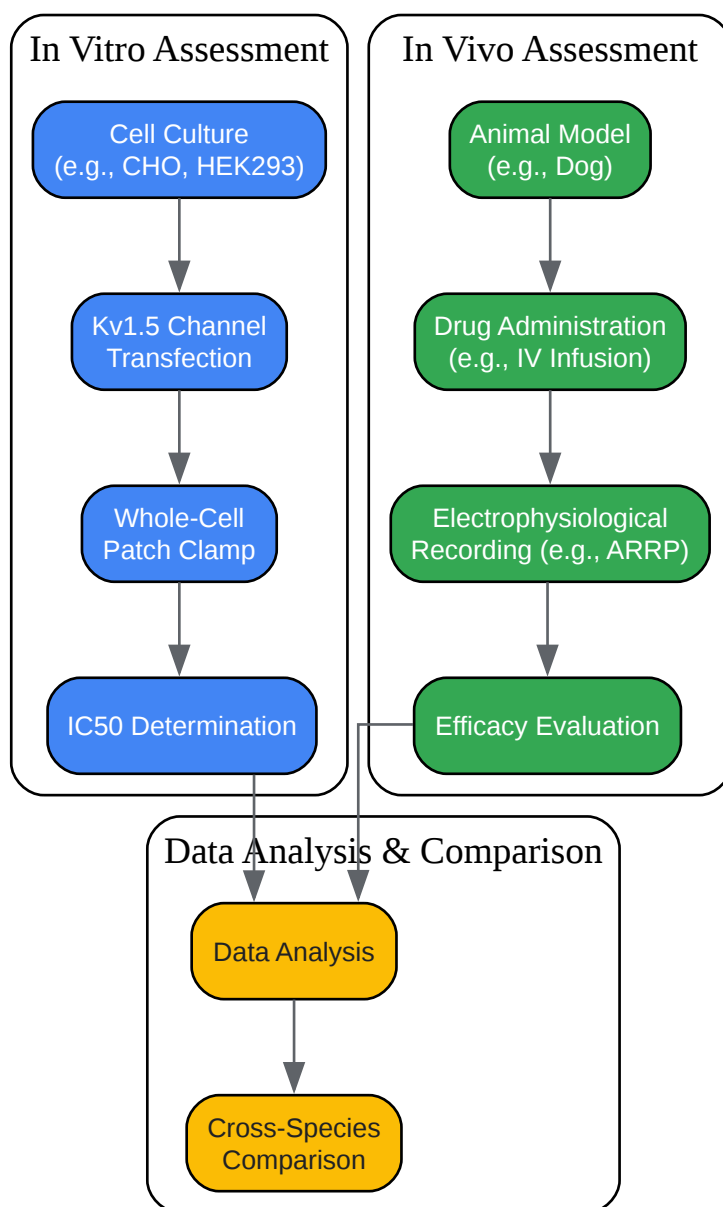 In Vitro Assessment
Cell Culture
(e.g., CHO, HEK293)
Kv1.5 Channel
Transfection
Whole-Cell
Patch Clamp
IC50 Determination
In Vivo Assessment
Animal Model
(e.g., Dog)
Drug Administration
(e.g., IV Infusion)
Electrophysiological
Recording (e.g., ARRP)
Efficacy Evaluation
Data Analysis & Comparison
Data Analysis
Cross-Species
Comparison